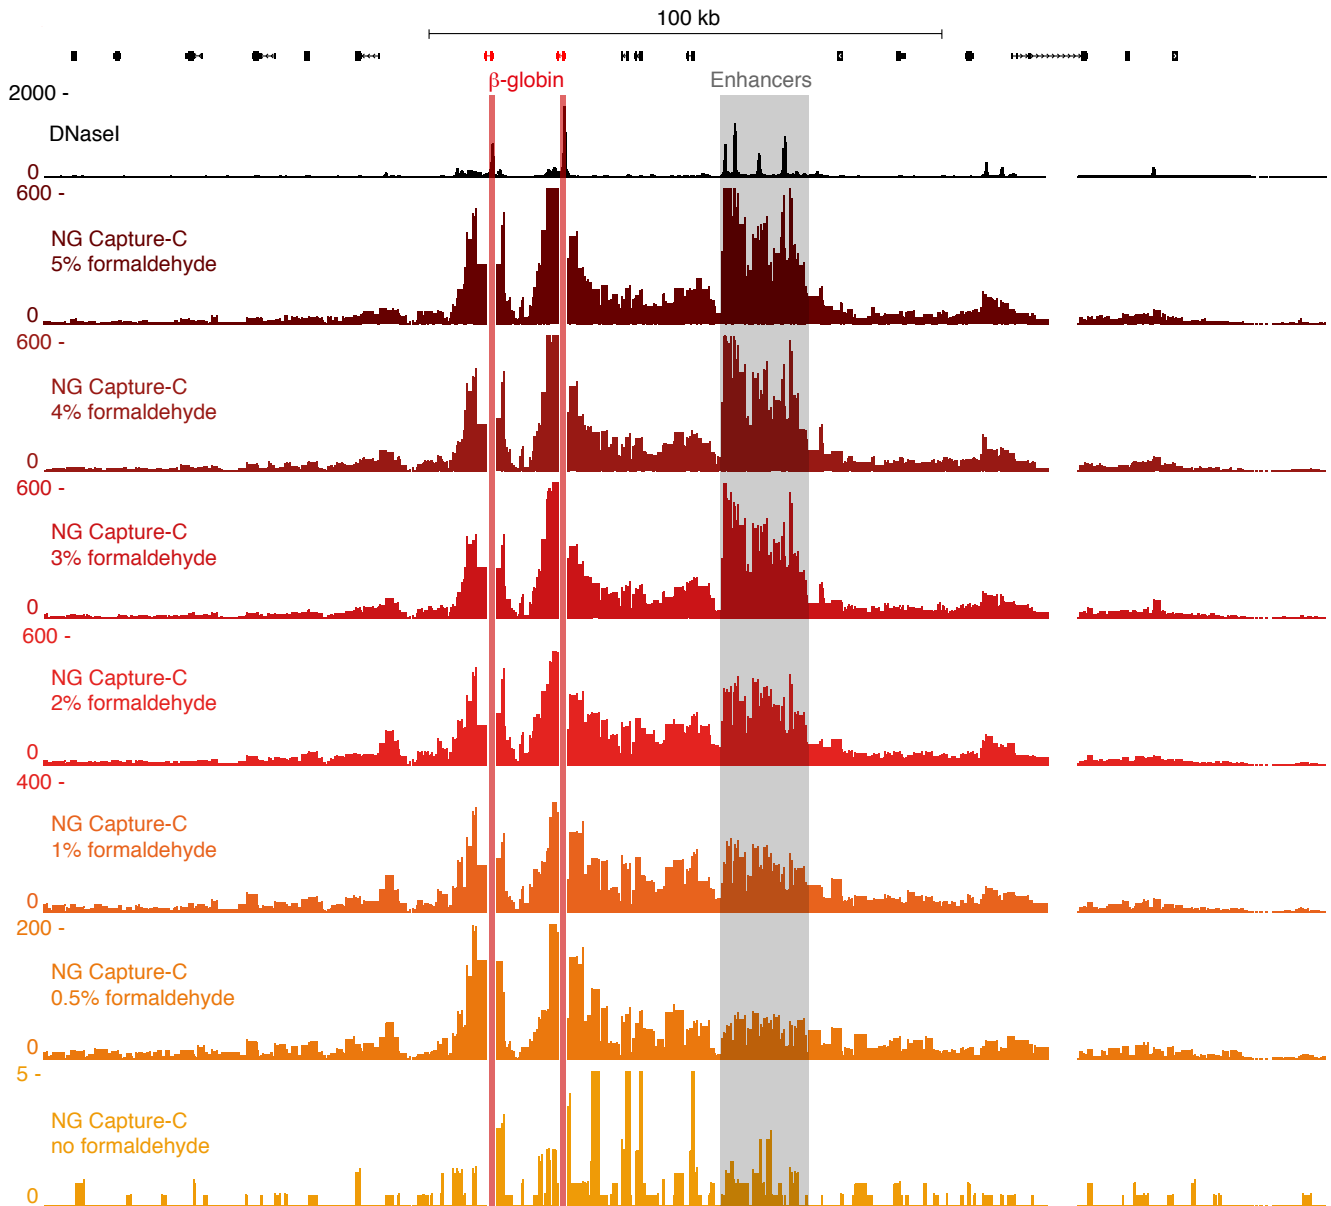 100 kb
β-globin
Enhancers
2000 -
DNaseI
0
600 -
NG Capture-C
5% formaldehyde
0
600 -
NG Capture-C
4% formaldehyde
0
600 -
NG Capture-C
3% formaldehyde
0
600 -
NG Capture-C
2% formaldehyde
0
400 -
NG Capture-C
1% formaldehyde
0
200 -
NG Capture-C
0.5% formaldehyde
0
5 -
NG Capture-C
no formaldehyde
0